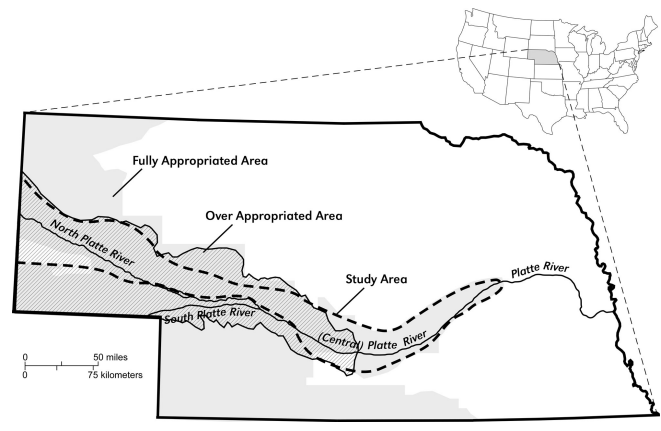 Fully Appropriated Area
Over Appropriated Area
North Platte River
Study Area
Platte River
South Platte River
(Central) Platte River
0 50 miles
0 75 kilometers